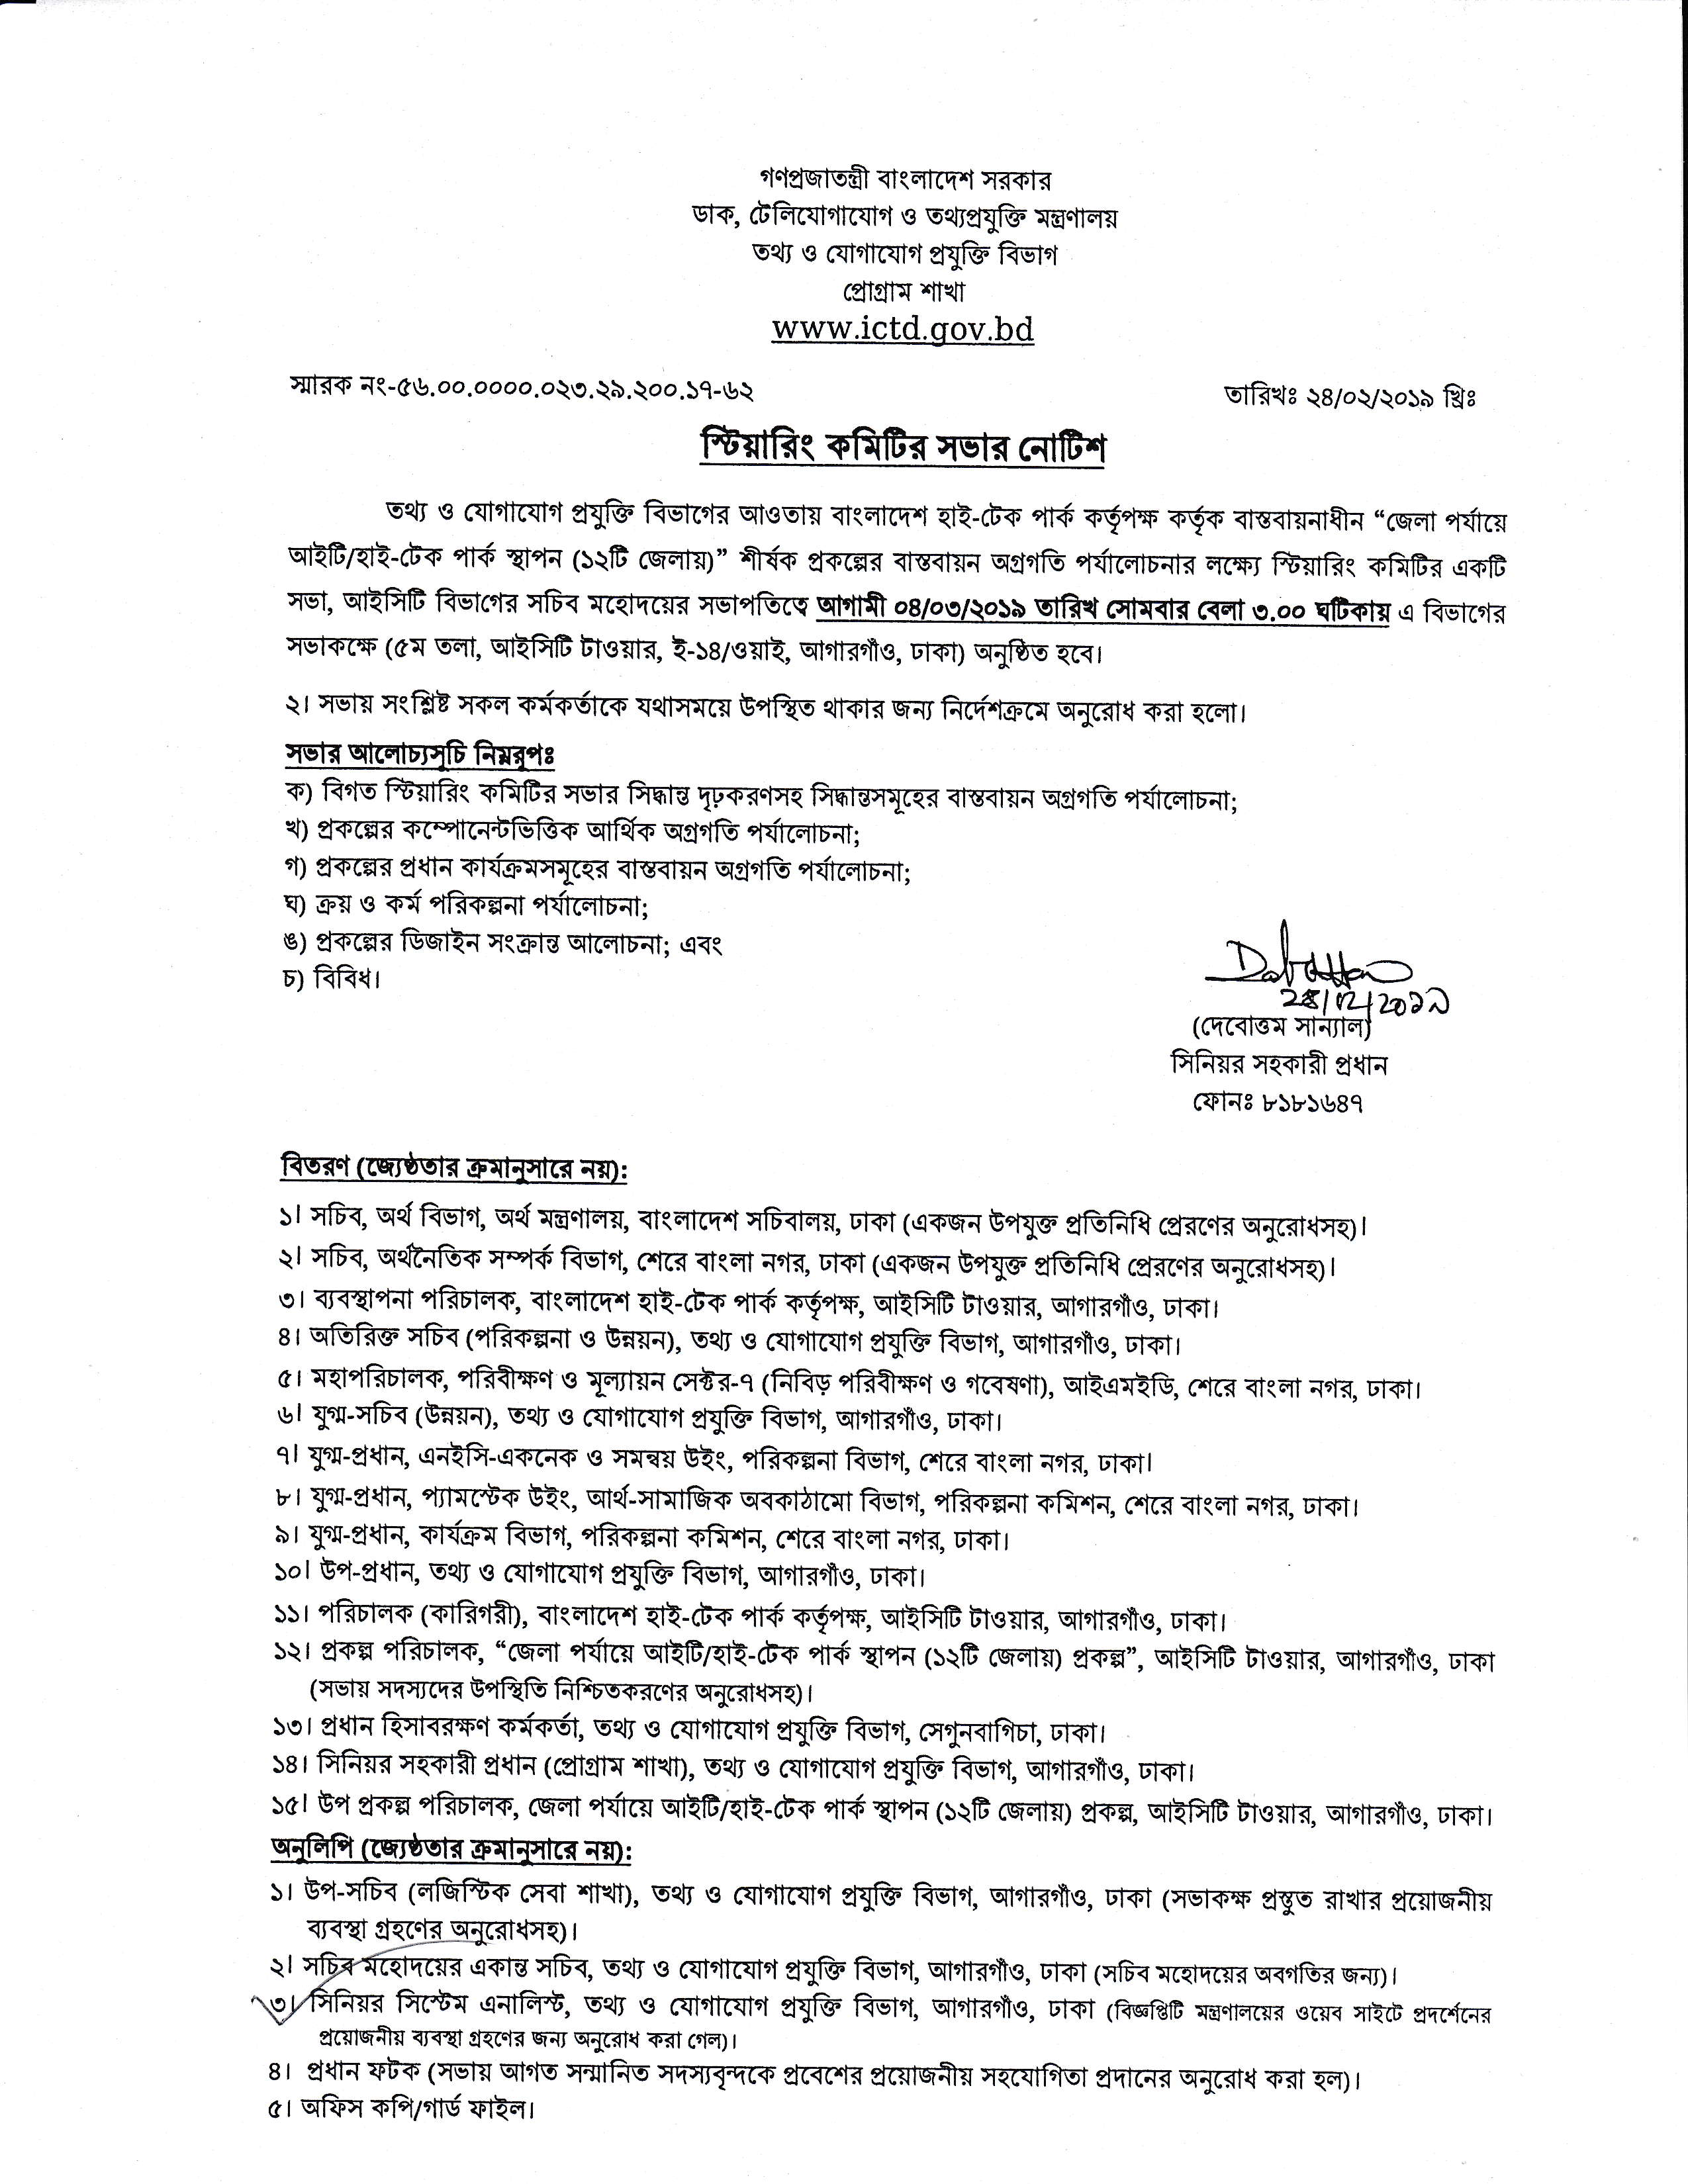 গণপ্রজাতন্ত্রী বাংলাদেশ সরকার
ডাক, টেলিযোগাযোগ ও তথ্যপ্রযুক্তি মন্ত্রণালয়
তথ্য ও যোগাযোগ প্রযুক্তি বিভাগ
প্রোগ্রাম শাখা
www.ictd.gov.bd
স্মারক নং-৫৬.০০.০০০০.০২৩.২৯.২০০.১৭-৬২
তারিখঃ ২৪/০২/২০১৯ খ্রিঃ
স্টিয়ারিং কমিটির সভার নোটিশ
তথ্য ও যোগাযোগ প্রযুক্তি বিভাগের আওতায় বাংলাদেশ হাই-টেক পার্ক কর্তৃপক্ষ কর্তৃক বাস্তবায়নাধীন “জেলা পর্যায়ে
আইটি/হাই-টেক পার্ক স্থাপন (১২টি জেলায়)” শীর্ষক প্রকল্পের বাস্তবায়ন অগ্রগতি পর্যালোচনার লক্ষ্যে স্টিয়ারিং কমিটির একটি
সভা, আইসিটি বিভাগের সচিব মহোদয়ের সভাপতিত্বে আগামী ০৪/০৩/২০১৯ তারিখ সোমবার বেলা ৩.০০ ঘটিকায় এ বিভাগের
সভাকক্ষে (৫ম তলা, আইসিটি টাওয়ার, ই-১৪/ওয়াই, আগারগাঁও, ঢাকা) অনুষ্ঠিত হবে।
২। সভায় সংশ্লিষ্ট সকল কর্মকর্তাকে যথাসময়ে উপস্থিত থাকার জন্য নির্দেশক্রমে অনুরোধ করা হলো।
সভার আলোচ্যসূচি নিম্নরূপঃ
ক) বিগত স্টিয়ারিং কমিটির সভার সিদ্ধান্ত দৃঢ়করণসহ সিদ্ধান্তসমূহের বাস্তবায়ন অগ্রগতি পর্যালোচনা;
খ) প্রকল্পের কম্পোনেন্টভিত্তিক আর্থিক অগ্রগতি পর্যালোচনা;
গ) প্রকল্পের প্রধান কার্যক্রমসমূহের বাস্তবায়ন অগ্রগতি পর্যালোচনা;
ঘ) ক্রয় ও কর্ম পরিকল্পনা পর্যালোচনা;
ঙ) প্রকল্পের ডিজাইন সংক্রান্ত আলোচনা; এবং
চ) বিবিধ।
(দেবোত্তম সান্যাল)
সিনিয়র সহকারী প্রধান
ফোনঃ ৮১৮১৬৪৭
বিতরণ (জ্যেষ্ঠতার ক্রমানুসারে নয়):
১। সচিব, অর্থ বিভাগ, অর্থ মন্ত্রণালয়, বাংলাদেশ সচিবালয়, ঢাকা (একজন উপযুক্ত প্রতিনিধি প্রেরণের অনুরোধসহ)।
২। সচিব, অর্থনৈতিক সম্পর্ক বিভাগ, শেরে বাংলা নগর, ঢাকা (একজন উপযুক্ত প্রতিনিধি প্রেরণের অনুরোধসহ)।
৩। ব্যবস্থাপনা পরিচালক, বাংলাদেশ হাই-টেক পার্ক কর্তৃপক্ষ, আইসিটি টাওয়ার, আগারগাঁও, ঢাকা।
৪। অতিরিক্ত সচিব (পরিকল্পনা ও উন্নয়ন), তথ্য ও যোগাযোগ প্রযুক্তি বিভাগ, আগারগাঁও, ঢাকা।
৫। মহাপরিচালক, পরিবীক্ষণ ও মূল্যায়ন সেক্টর-৭ (নিবিড় পরিবীক্ষণ ও গবেষণা), আইএমইডি, শেরে বাংলা নগর, ঢাকা।
৬। যুগ্ম-সচিব (উন্নয়ন), তথ্য ও যোগাযোগ প্রযুক্তি বিভাগ, আগারগাঁও, ঢাকা।
৭। যুগ্ম-প্রধান, এনইসি-একনেক ও সমন্বয় উইং, পরিকল্পনা বিভাগ, শেরে বাংলা নগর, ঢাকা।
৮। যুগ্ম-প্রধান, প্যামস্টেক উইং, আর্থ-সামাজিক অবকাঠামো বিভাগ, পরিকল্পনা কমিশন, শেরে বাংলা নগর, ঢাকা।
৯। যুগ্ম-প্রধান, কার্যক্রম বিভাগ, পরিকল্পনা কমিশন, শেরে বাংলা নগর, ঢাকা।
১০। উপ-প্রধান, তথ্য ও যোগাযোগ প্রযুক্তি বিভাগ, আগারগাঁও, ঢাকা।
১১। পরিচালক (কারিগরী), বাংলাদেশ হাই-টেক পার্ক কর্তৃপক্ষ, আইসিটি টাওয়ার, আগারগাঁও, ঢাকা।
১২। প্রকল্প পরিচালক, “জেলা পর্যায়ে আইটি/হাই-টেক পার্ক স্থাপন (১২টি জেলায়) প্রকল্প”, আইসিটি টাওয়ার, আগারগাঁও, ঢাকা
(সভায় সদস্যদের উপস্থিতি নিশ্চিতকরণের অনুরোধসহ)।
১৩। প্রধান হিসাবরক্ষণ কর্মকর্তা, তথ্য ও যোগাযোগ প্রযুক্তি বিভাগ, সেগুনবাগিচা, ঢাকা।
১৪। সিনিয়র সহকারী প্রধান (প্রোগ্রাম শাখা), তথ্য ও যোগাযোগ প্রযুক্তি বিভাগ, আগারগাঁও, ঢাকা।
১৫। উপ প্রকল্প পরিচালক, জেলা পর্যায়ে আইটি/হাই-টেক পার্ক স্থাপন (১২টি জেলায়) প্রকল্প, আইসিটি টাওয়ার, আগারগাঁও, ঢাকা।
অনুলিপি (জ্যেষ্ঠতার ক্রমানুসারে নয়):
১। উপ-সচিব (লজিস্টিক সেবা শাখা), তথ্য ও যোগাযোগ প্রযুক্তি বিভাগ, আগারগাঁও, ঢাকা (সভাকক্ষ প্রস্তুত রাখার প্রয়োজনীয়
ব্যবস্থা গ্রহণের অনুরোধসহ)।
২। সচিব মহোদয়ের একান্ত সচিব, তথ্য ও যোগাযোগ প্রযুক্তি বিভাগ, আগারগাঁও, ঢাকা (সচিব মহোদয়ের অবগতির জন্য)।
৩। সিনিয়র সিস্টেম এনালিস্ট, তথ্য ও যোগাযোগ প্রযুক্তি বিভাগ, আগারগাঁও, ঢাকা (বিজ্ঞপ্তিটি মন্ত্রণালয়ের ওয়েব সাইটে প্রদর্শেনের
প্রয়োজনীয় ব্যবস্থা গ্রহণের জন্য অনুরোধ করা গেল)।
৪। প্রধান ফটক (সভায় আগত সন্মানিত সদস্যবৃন্দকে প্রবেশের প্রয়োজনীয় সহযোগিতা প্রদানের অনুরোধ করা হল)।
৫। অফিস কপি/গার্ড ফাইল।